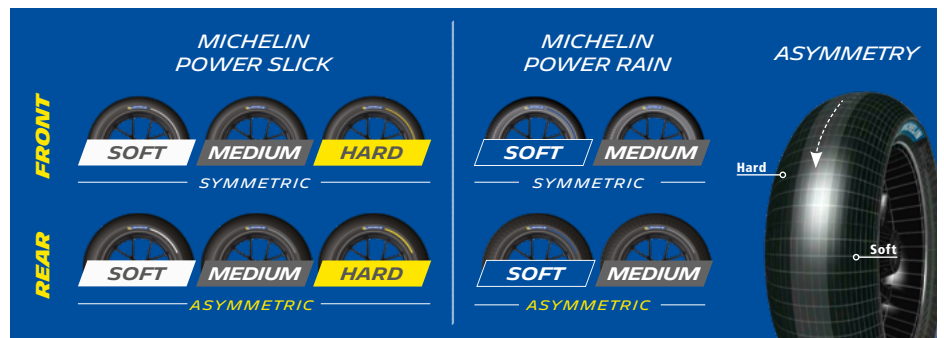 MICHELIN
POWER SLICK
MICHELIN
POWER RAIN
ASYMMETRY
FRONT
SOFT
MEDIUM
HARD
SYMMETRIC
SOFT
MEDIUM
SYMMETRIC
REAR
SOFT
MEDIUM
HARD
ASYMMETRIC
SOFT
MEDIUM
ASYMMETRIC
Hard
Soft